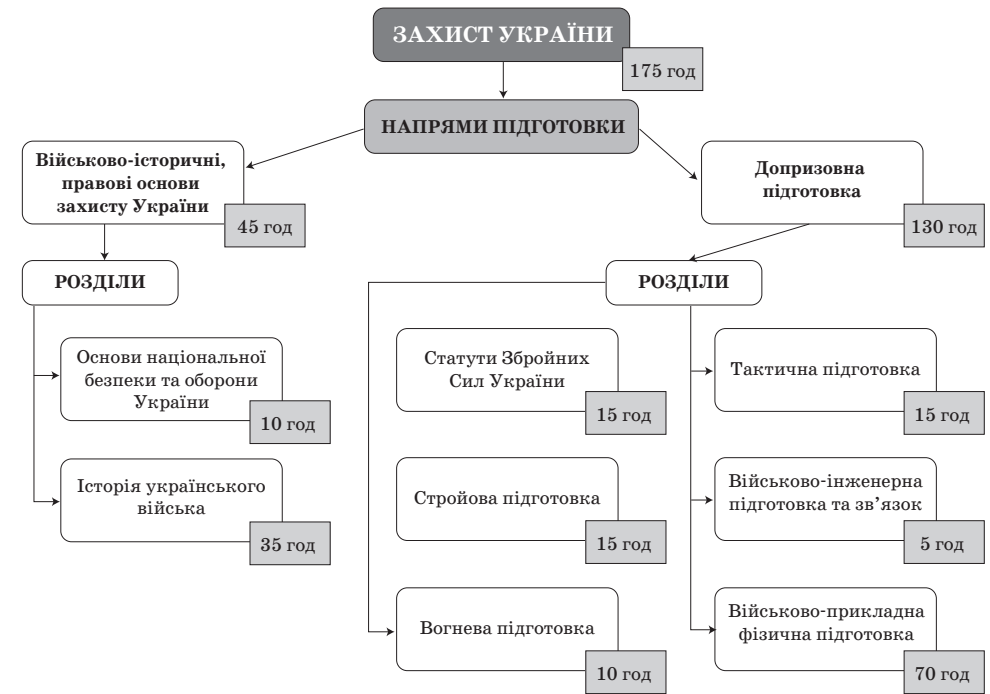 ЗАХИСТ УКРАЇНИ
175 год
НАПРЯМИ ПІДГОТОВКИ
Військово-історичні,
правові основи
захисту України
45 год
Допризовна
підготовка
130 год
РОЗДІЛИ
Основи національної
безпеки та оборони
України
10 год
Історія українського
війська
35 год
РОЗДІЛИ
Статути Збройних
Сил України
15 год
Стройова підготовка
15 год
Вогнева підготовка
10 год
Тактична підготовка
15 год
Військово-інженерна
підготовка та зв’язок
5 год
Військово-прикладна
фізична підготовка
70 год